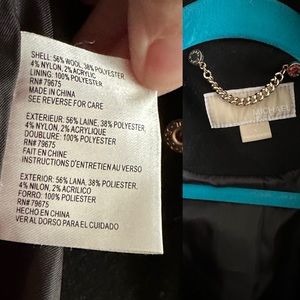 SHELL: 56% WOOL, 38% POLYESTER,
4% NYLON, 2% ACRYLIC
LINING: 100% POLYESTER
RN# 79675
MADE IN CHINA
SEE REVERSE FOR CARE
EXTERIEUR: 56% LAINE, 38% POLYESTER,
4% NYLON, 2% ACRYLIQUE
DOUBLURE: 100% POLYESTER
RN# 79675
FAIT EN CHINE
INSTRUCTIONS D'ENTRETIEN AU VERSO
EXTERIOR: 56% LANA, 38% POLIESTER,
4% NILON, 2% ACRILICO
FORRO: 100% POLIESTER
RN# 79675
HECHO EN CHINA
VER AL DORSO PARA EL CUIDADO
MICHAEL